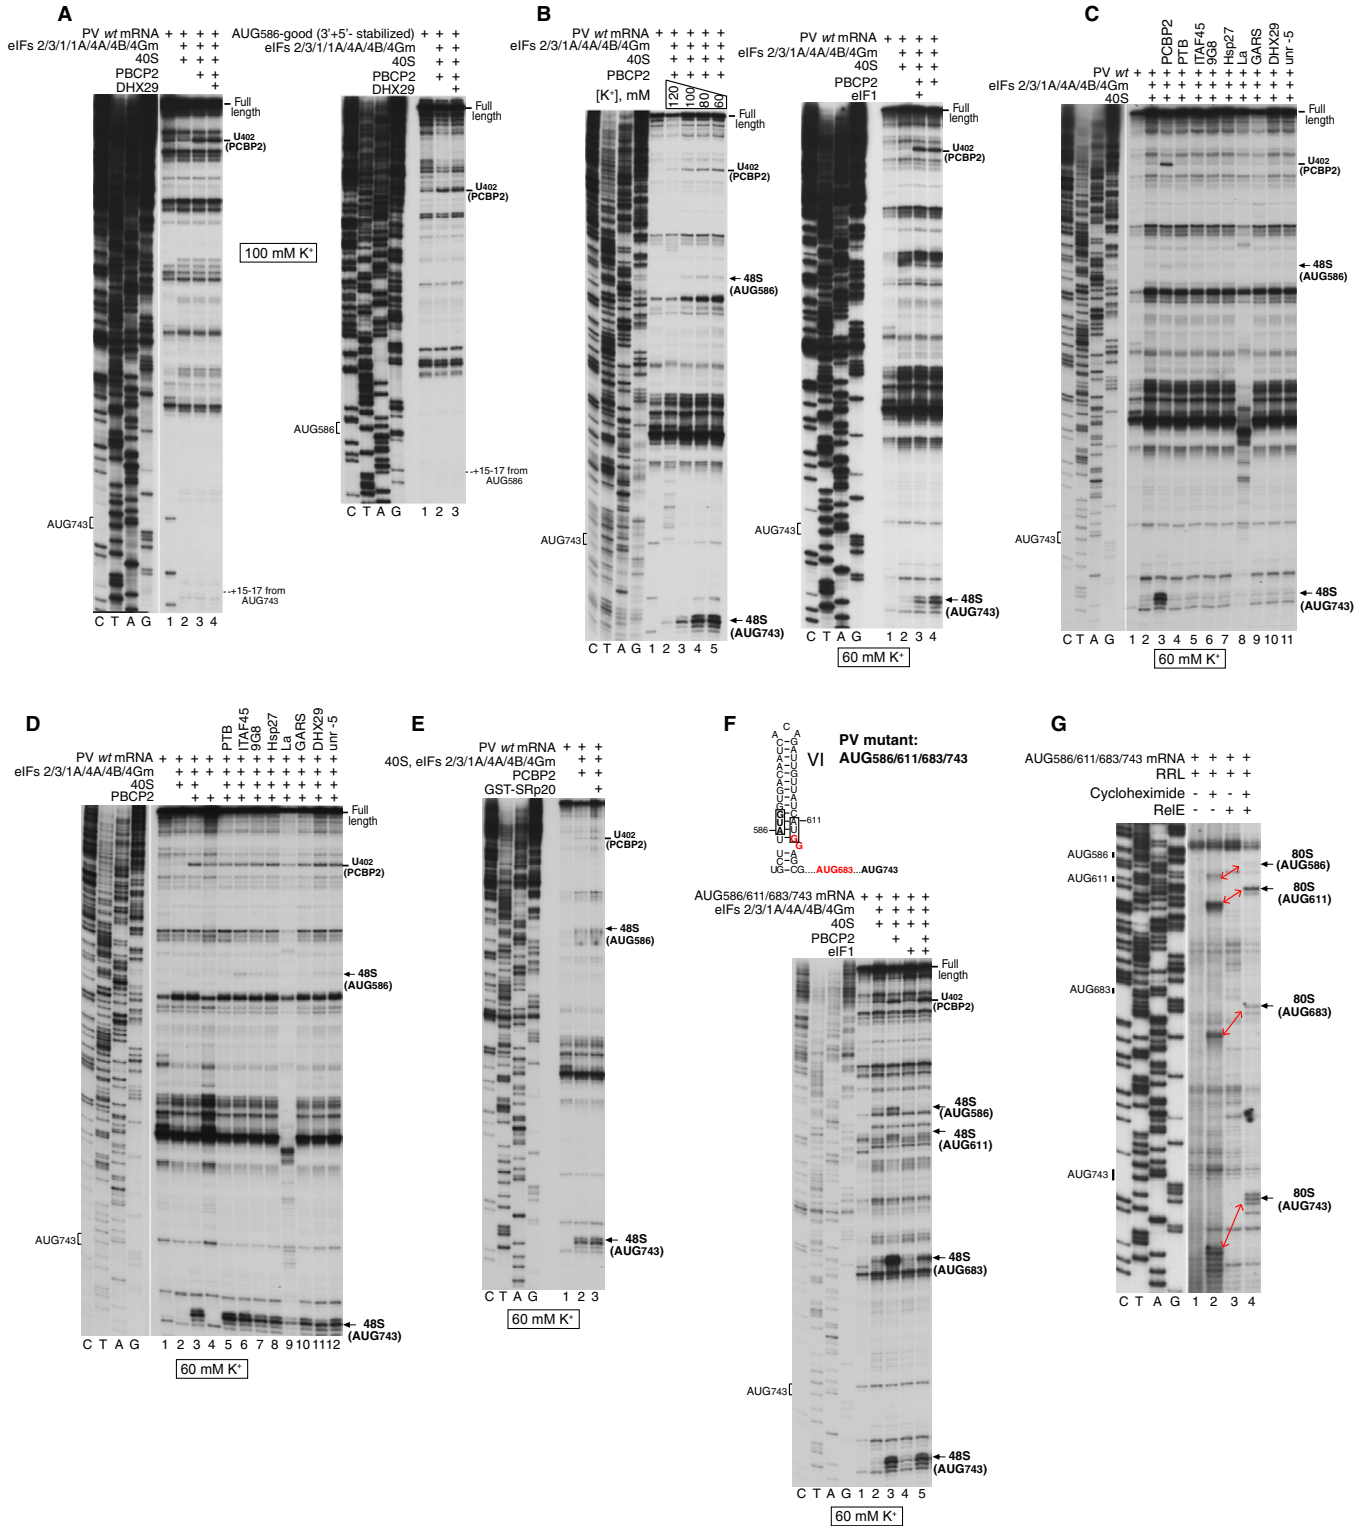 A
PV wt mRNA
eIFs 2/3/1/1A/4A/4B/4Gm
40S
PBCP2
DHX29
+ + + +
+ + +
+ + +
+ +
+
Full
length
U402
(PCBP2)
AUG743
+15-17 from
AUG743
C T A G 1 2 3 4
100 mM K+
AUG586-good (3'+5'- stabilized)
eIFs 2/3/1/1A/4A/4B/4Gm
40S
PBCP2
DHX29
+ + +
+ +
+ +
+ +
+
Full
length
U402
(PCBP2)
AUG586
+15-17 from
AUG586
C T A G 1 2 3
B
PV wt mRNA
eIFs 2/3/1A/4A/4B/4Gm
40S
PBCP2
[K+], mM
+ + + + +
+ + + +
+ + + +
+ + + +
120 100 80 60
Full
length
U402
(PCBP2)
48S
(AUG586)
AUG743
48S
(AUG743)
C T A G 1 2 3 4 5
PV wt mRNA
eIFs 2/3/1A/4A/4B/4Gm
40S
PBCP2
eIF1
+ + + +
+ + +
+ + +
+ +
+
Full
length
U402
(PCBP2)
AUG743
48S
(AUG743)
C T A G 1 2 3 4
60 mM K+
C
PCBP2
PTB
ITAF45
9G8
Hsp27
La
GARS
DHX29
unr -5
PV wt
eIFs 2/3/1A/4A/4B/4Gm
40S
+ + + + + + + + + + +
+ + + + + + + + + +
+ + + + + + + + + +
Full
length
U402
(PCBP2)
48S
(AUG586)
AUG743
48S
(AUG743)
C T A G 1 2 3 4 5 6 7 8 9 10 11
60 mM K+
D
PTB
ITAF45
9G8
Hsp27
La
GARS
DHX29
unr -5
PV wt mRNA
eIFs 2/3/1A/4A/4B/4Gm
40S
PBCP2
Full
length
U402
(PCBP2)
48S
(AUG586)
AUG743
48S
(AUG743)
C T A G 1 2 3 4 5 6 7 8 9 10 11 12
60 mM K+
E
PV wt mRNA
40S, eIFs 2/3/1A/4A/4B/4Gm
PCBP2
GST-SRp20
+ + +
+ +
+ +
+
U402
(PCBP2)
48S
(AUG586)
48S
(AUG743)
C T A G 1 2 3
60 mM K+
F
VI
PV mutant:
AUG586/611/683/743
586
611
UG-CG....AUG683...AUG743
AUG586/611/683/743 mRNA
eIFs 2/3/1A/4A/4B/4Gm
40S
PBCP2
eIF1
+ + + + +
+ + + +
+ + + +
+ +
+ +
Full
length
U402
(PCBP2)
48S
(AUG586)
48S
(AUG611)
48S
(AUG683)
AUG743
48S
(AUG743)
C T A G 1 2 3 4 5
60 mM K+
G
AUG586/611/683/743 mRNA + + + +
RRL + + + +
Cycloheximide - + - +
RelE - - + +
AUG586
AUG611
AUG683
AUG743
80S
(AUG586)
80S
(AUG611)
80S
(AUG683)
80S
(AUG743)
C T A G 1 2 3 4